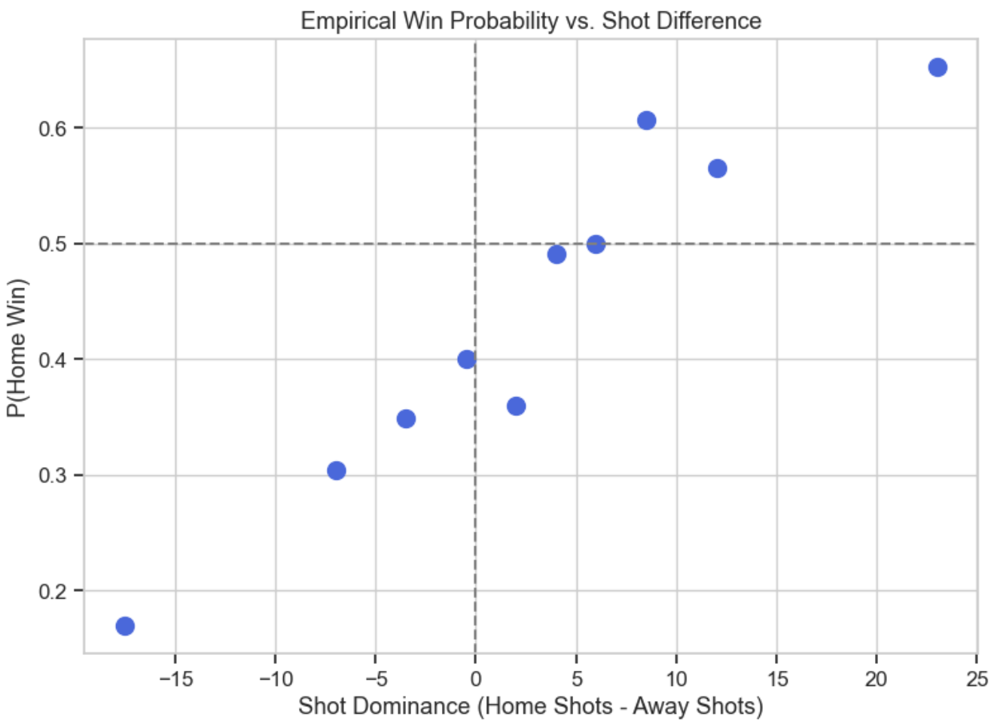 Empirical Win Probability vs. Shot Difference
P(Home Win)
0.6
0.5
0.4
0.3
0.2
−15 −10 −5 0 5 10 15 20 25
Shot Dominance (Home Shots - Away Shots)